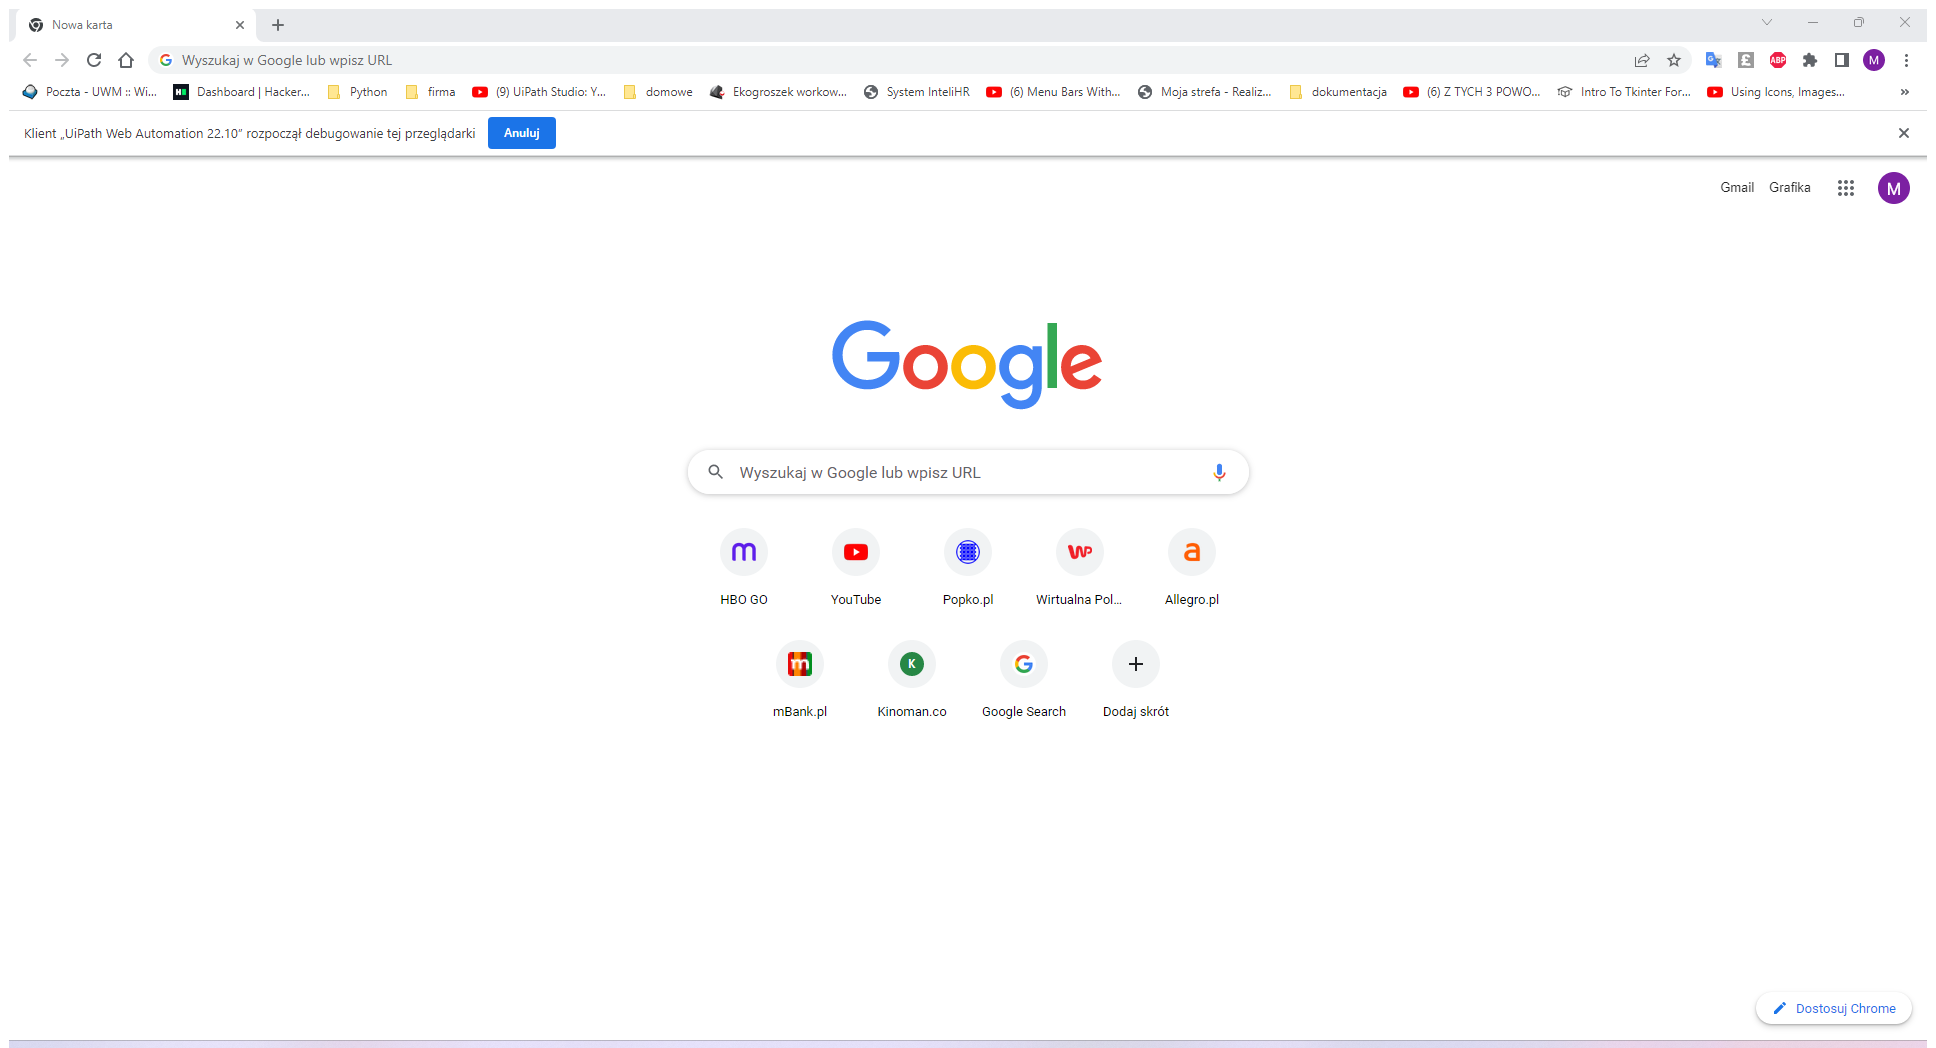 Nowa karta
Wyszukaj w Google lub wpisz URL
ABP
M
Poczta - UWM :: Wi... Dashboard | Hacker... Python firma (9) UiPath Studio: Y... domowe Ekogroszek workow... System InteliHR (6) Menu Bars With... Moja strefa - Realiz... dokumentacja (6) Z TYCH 3 POWO... Intro To Tkinter For... Using Icons, Images... »
Klient „UiPath Web Automation 22.10” rozpoczął debugowanie tej przeglądarki Anuluj
Gmail Grafika M
Google
Wyszukaj w Google lub wpisz URL
HBO GO YouTube Popko.pl Wirtualna Pol... Allegro.pl
mBank.pl Kinoman.co Google Search Dodaj skrót
Dostosuj Chrome